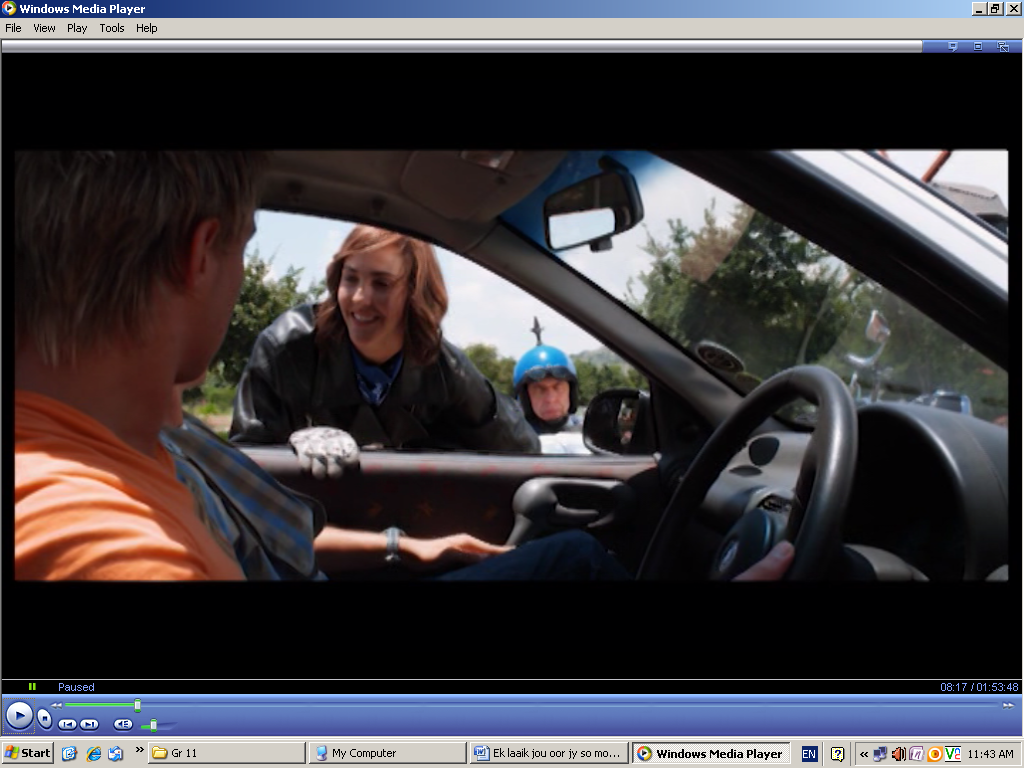 Windows Media Player
File View Play Tools Help
Paused 08:17 / 01:53:48
Start Gr 11 My Computer Ek laaik jou oor jy so mo... Windows Media Player EN 11:43 AM